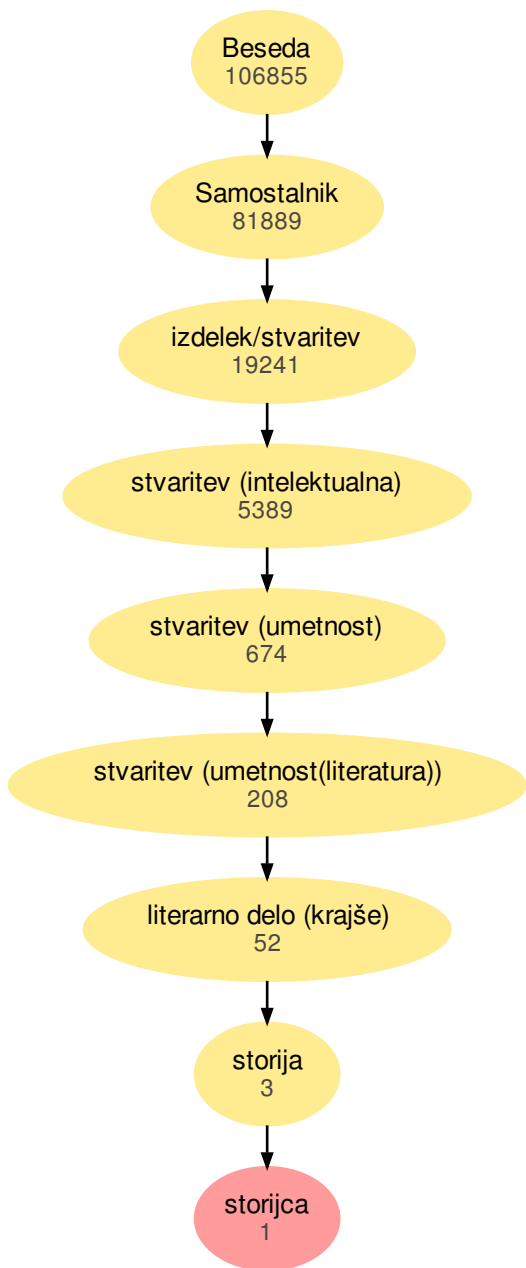 Beseda
106855
Samostalnik
81889
izdelek/stvaritev
19241
stvaritev (intelektualna)
5389
stvaritev (umetnost)
674
stvaritev (umetnost(literatura))
208
literarno delo (krajše)
52
storija
3
storijca
1